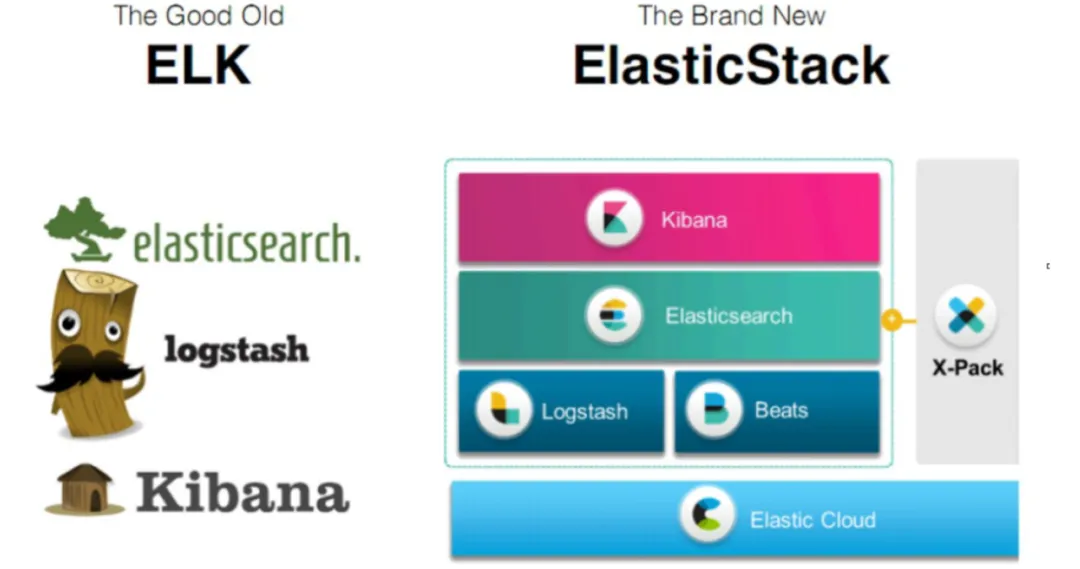 The Good Old
ELK
elasticsearch.
logstash
Kibana
The Brand New
ElasticStack
Kibana
Elasticsearch
Logstash
Beats
X-Pack
Elastic Cloud